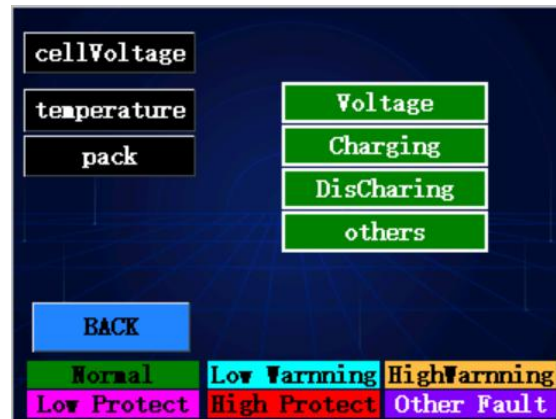 cellVoltage
temperature
pack
Voltage
Charging
DisCharing
others
BACK
Normal
Low Warnning
HighWarnning
Low Protect
High Protect
Other Fault